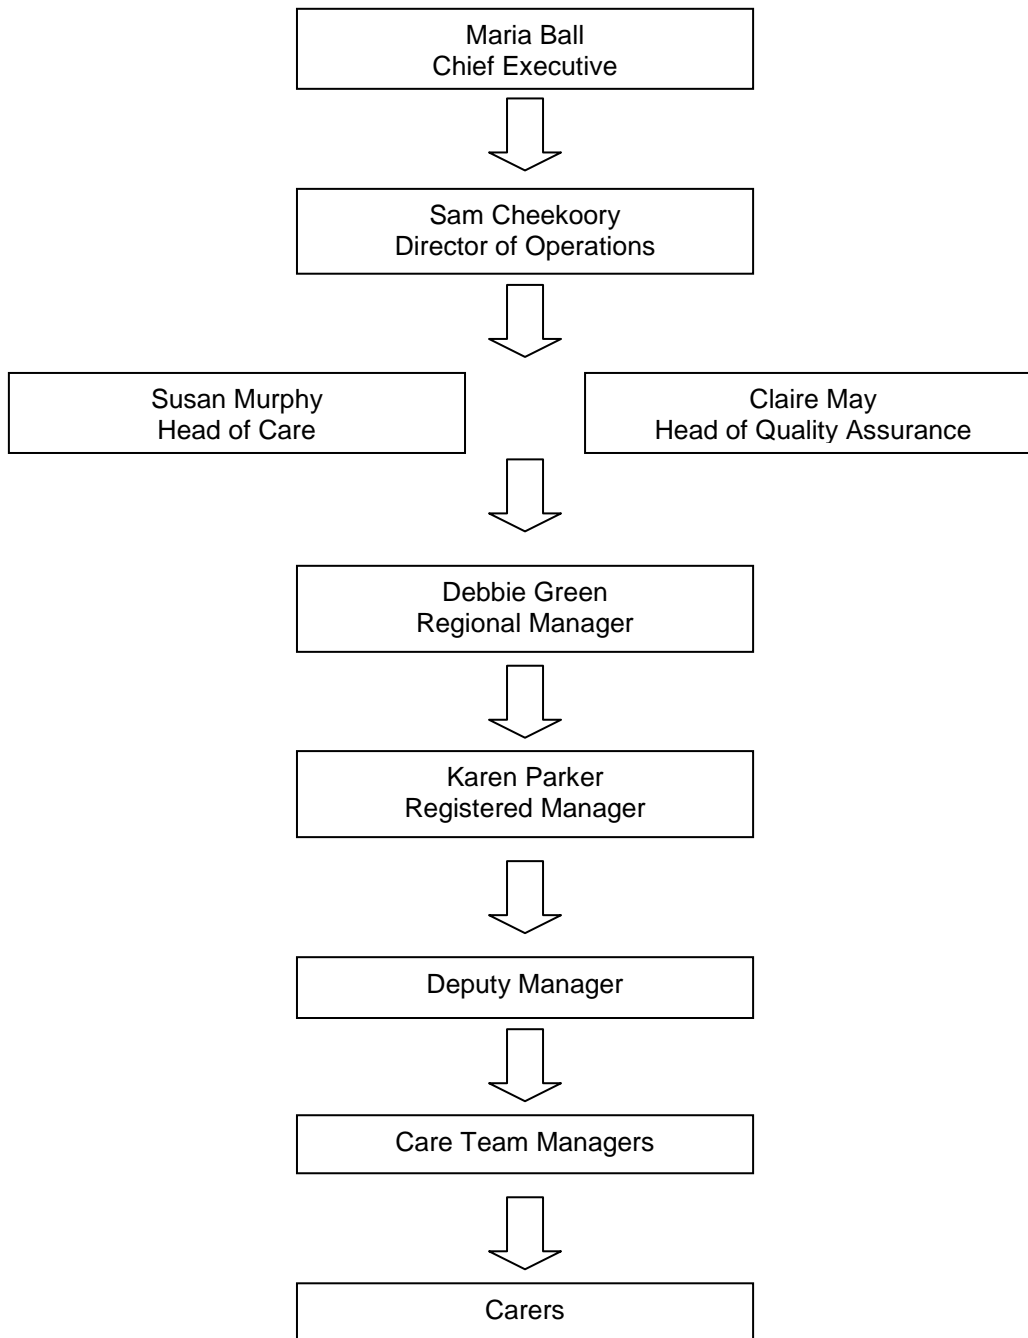 Maria Ball
Chief Executive
Sam Cheekoory
Director of Operations
Susan Murphy
Head of Care
Claire May
Head of Quality Assurance
Debbie Green
Regional Manager
Karen Parker
Registered Manager
Deputy Manager
Care Team Managers
Carers